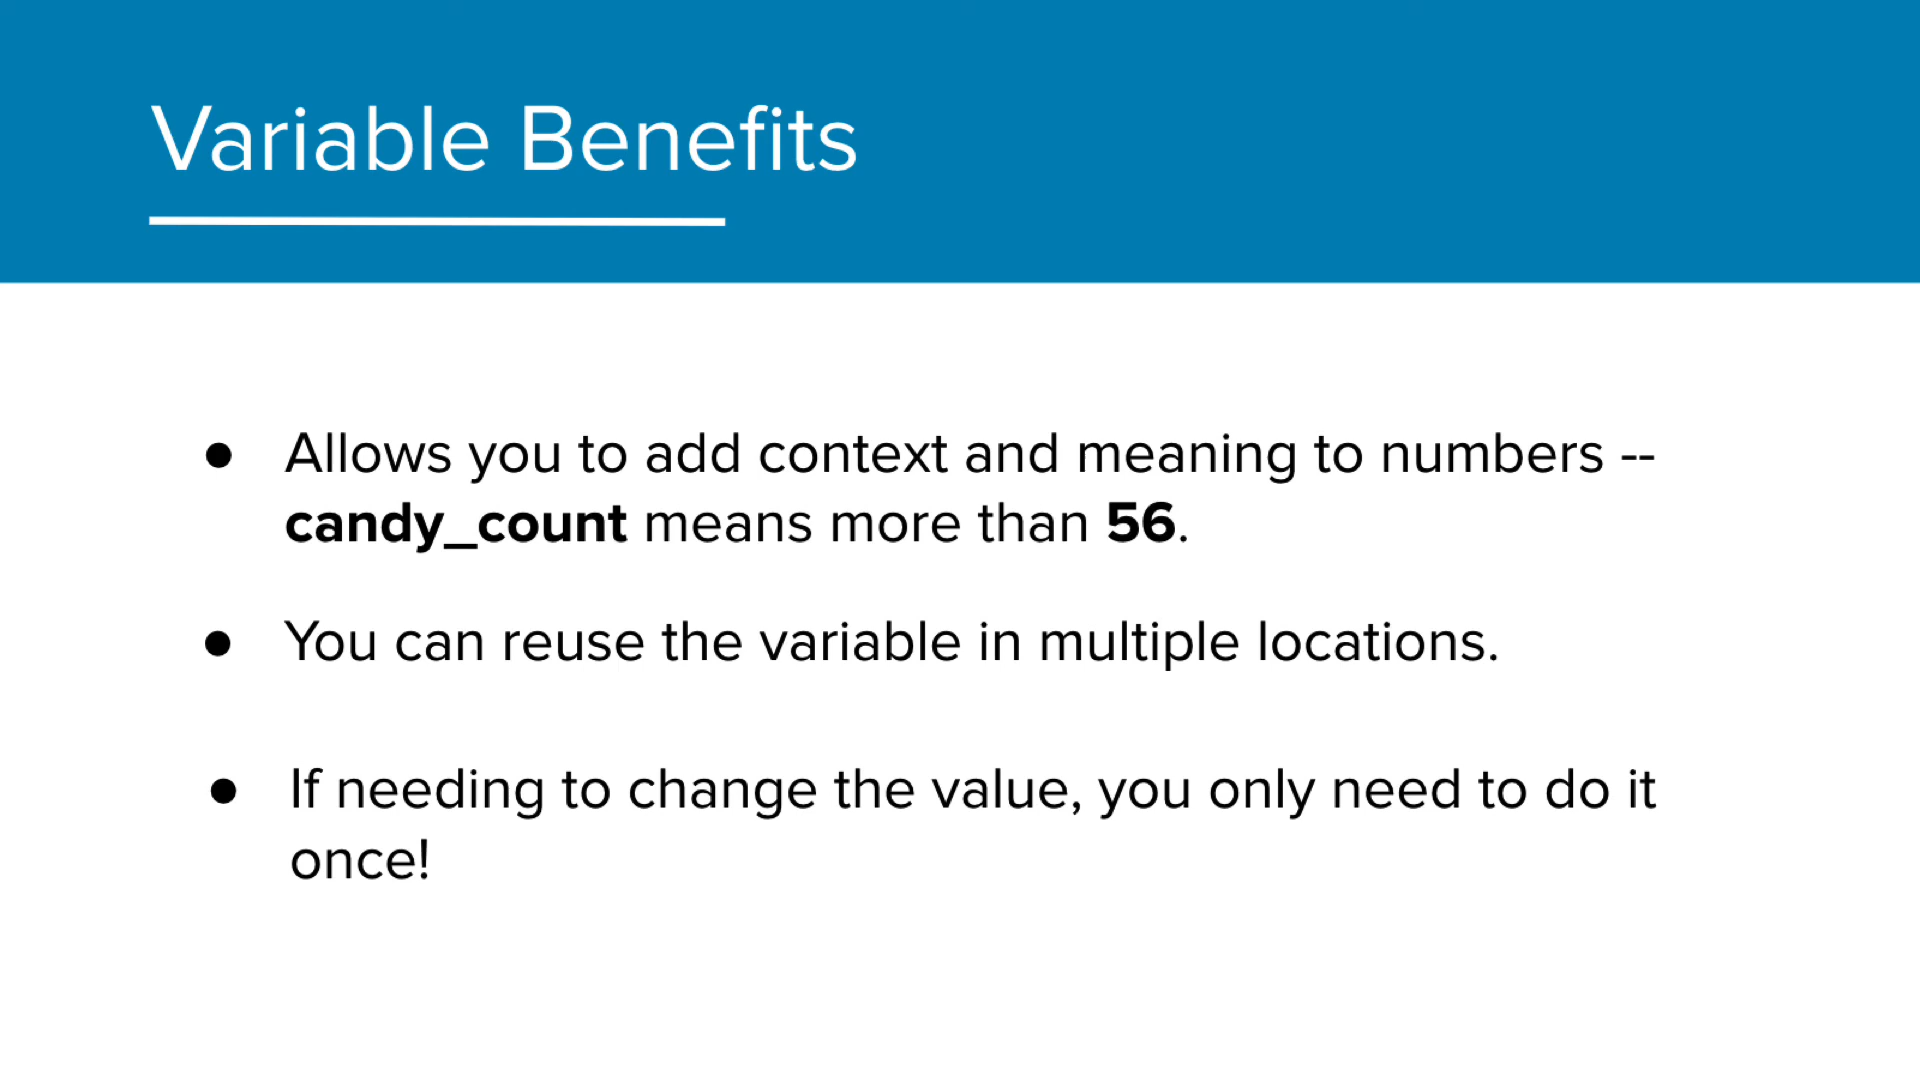 Variable Benefits
● Allows you to add context and meaning to numbers --
candy_count means more than 56.
● You can reuse the variable in multiple locations.
● If needing to change the value, you only need to do it
once!